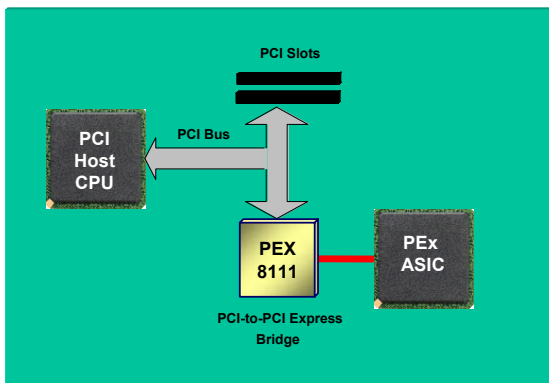 PCI Slots
PCI Bus
PCI
Host
CPU
PEX
8111
PEx
ASIC
PCI-to-PCI Express
Bridge